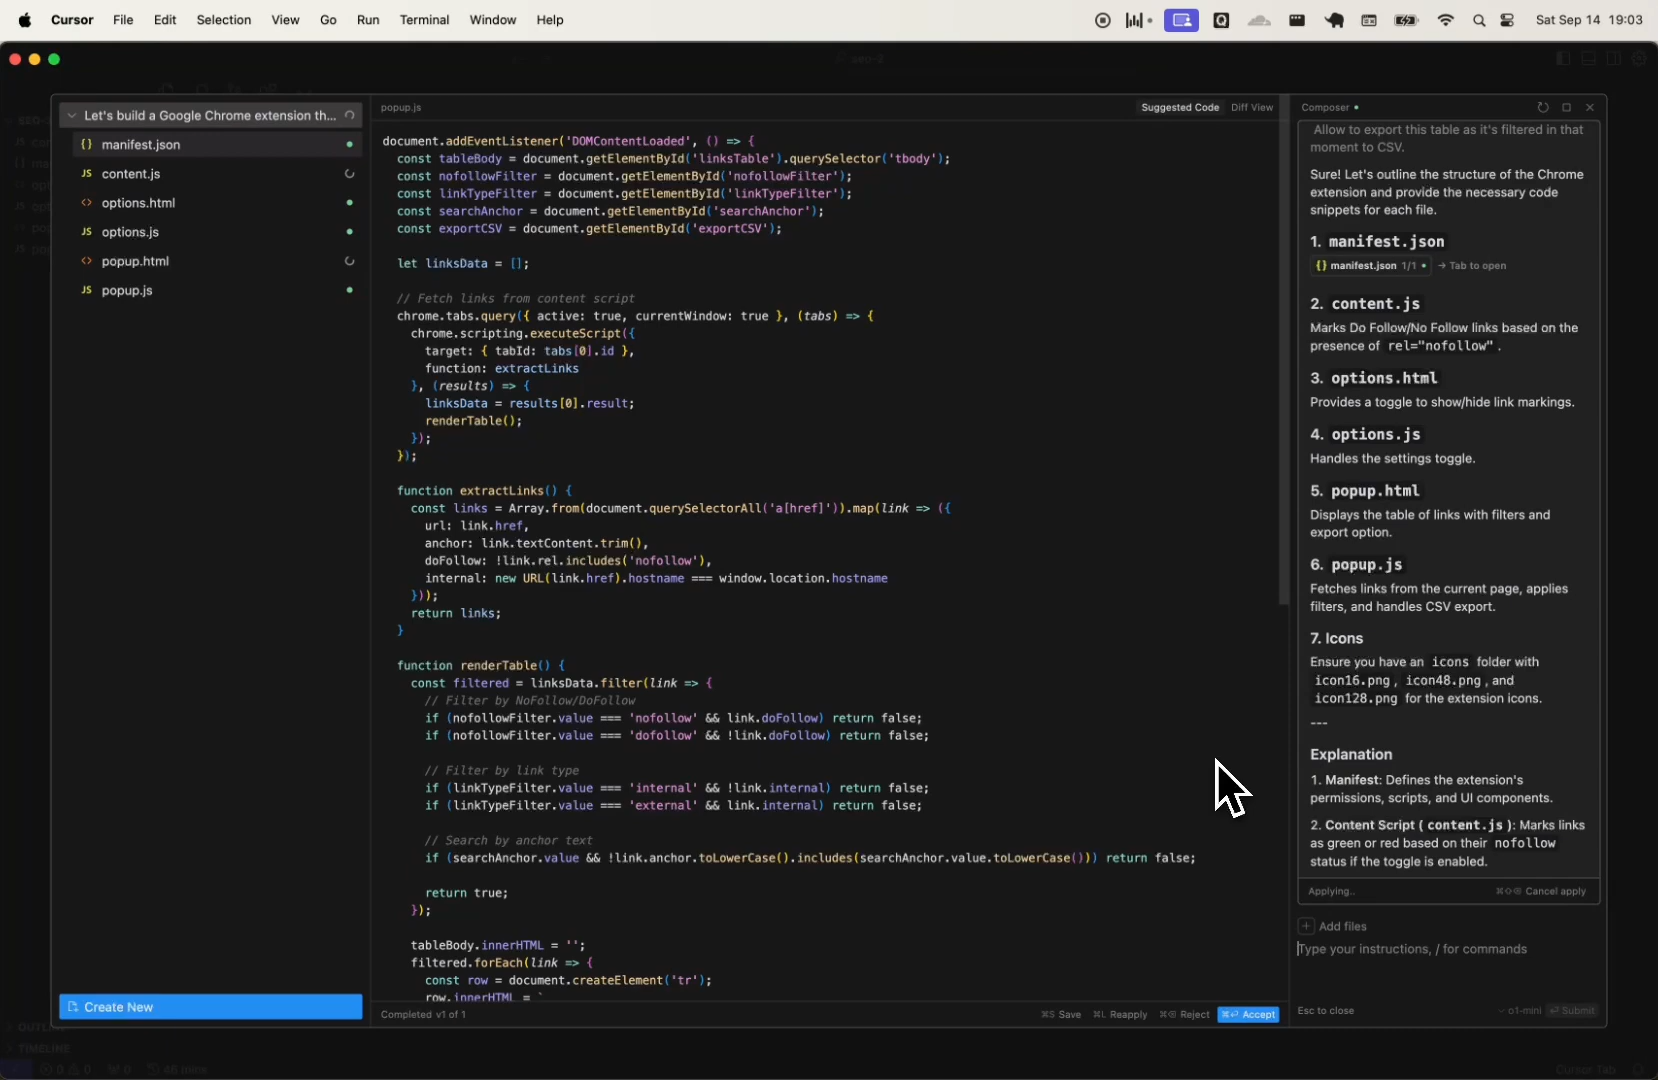 Cursor File Edit Selection View Go Run Terminal Window Help
Sat Sep 14 19:03
Let's build a Google Chrome extension th...
{} manifest.json
JS content.js
<> options.html
JS options.js
<> popup.html
JS popup.js
Create New
popup.js
Suggested Code Diff View
document.addEventListener('DOMContentLoaded', () => {
const tableBody = document.getElementById('linksTable').querySelector('tbody');
const nofollowFilter = document.getElementById('nofollowFilter');
const linkTypeFilter = document.getElementById('linkTypeFilter');
const searchAnchor = document.getElementById('searchAnchor');
const exportCSV = document.getElementById('exportCSV');
let linksData = [];
// Fetch links from content script
chrome.tabs.query({ active: true, currentWindow: true }, (tabs) => {
chrome.scripting.executeScript({
target: { tabId: tabs[0].id },
function: extractLinks
}, (results) => {
linksData = results[0].result;
renderTable();
});
});
function extractLinks() {
const links = Array.from(document.querySelectorAll('a[href]')).map(link => ({
url: link.href,
anchor: link.textContent.trim(),
doFollow: !link.rel.includes('nofollow'),
internal: new URL(link.href).hostname === window.location.hostname
}));
return links;
}
function renderTable() {
const filtered = linksData.filter(link => {
// Filter by NoFollow/DoFollow
if (nofollowFilter.value === 'nofollow' && link.doFollow) return false;
if (nofollowFilter.value === 'dofollow' && !link.doFollow) return false;
// Filter by link type
if (linkTypeFilter.value === 'internal' && !link.internal) return false;
if (linkTypeFilter.value === 'external' && link.internal) return false;
// Search by anchor text
if (searchAnchor.value && !link.anchor.toLowerCase().includes(searchAnchor.value.toLowerCase())) return false;
return true;
});
tableBody.innerHTML = '';
filtered.forEach(link => {
const row = document.createElement('tr');
row.innerHTML = `
Completed v1 of 1
⌘S Save ⌘L Reapply ⌘⌫ Reject ⌘⏎ Accept
Composer
Allow to export this table as it's filtered in that
moment to CSV.
Sure! Let's outline the structure of the Chrome
extension and provide the necessary code
snippets for each file.
1. manifest.json
{} manifest.json 1/1 • → Tab to open
2. content.js
Marks Do Follow/No Follow links based on the
presence of rel="nofollow" .
3. options.html
Provides a toggle to show/hide link markings.
4. options.js
Handles the settings toggle.
5. popup.html
Displays the table of links with filters and
export option.
6. popup.js
Fetches links from the current page, applies
filters, and handles CSV export.
7. Icons
Ensure you have an icons folder with
icon16.png , icon48.png , and
icon128.png for the extension icons.
---
Explanation
1. Manifest: Defines the extension's
permissions, scripts, and UI components.
2. Content Script ( content.js ): Marks links
as green or red based on their nofollow
status if the toggle is enabled.
Applying..
⌘⇧⌫ Cancel apply
+ Add files
Type your instructions, / for commands
Esc to close
o1-mini ⏎ Submit
OUTLINE
TIMELINE
Cursor Tab